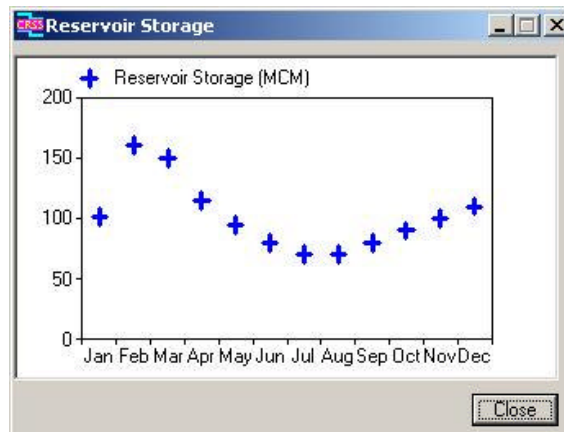 CRSS Reservoir Storage
Reservoir Storage (MCM)
200
150
100
50
0
Jan Feb Mar Apr May Jun Jul Aug Sep Oct Nov Dec
Close